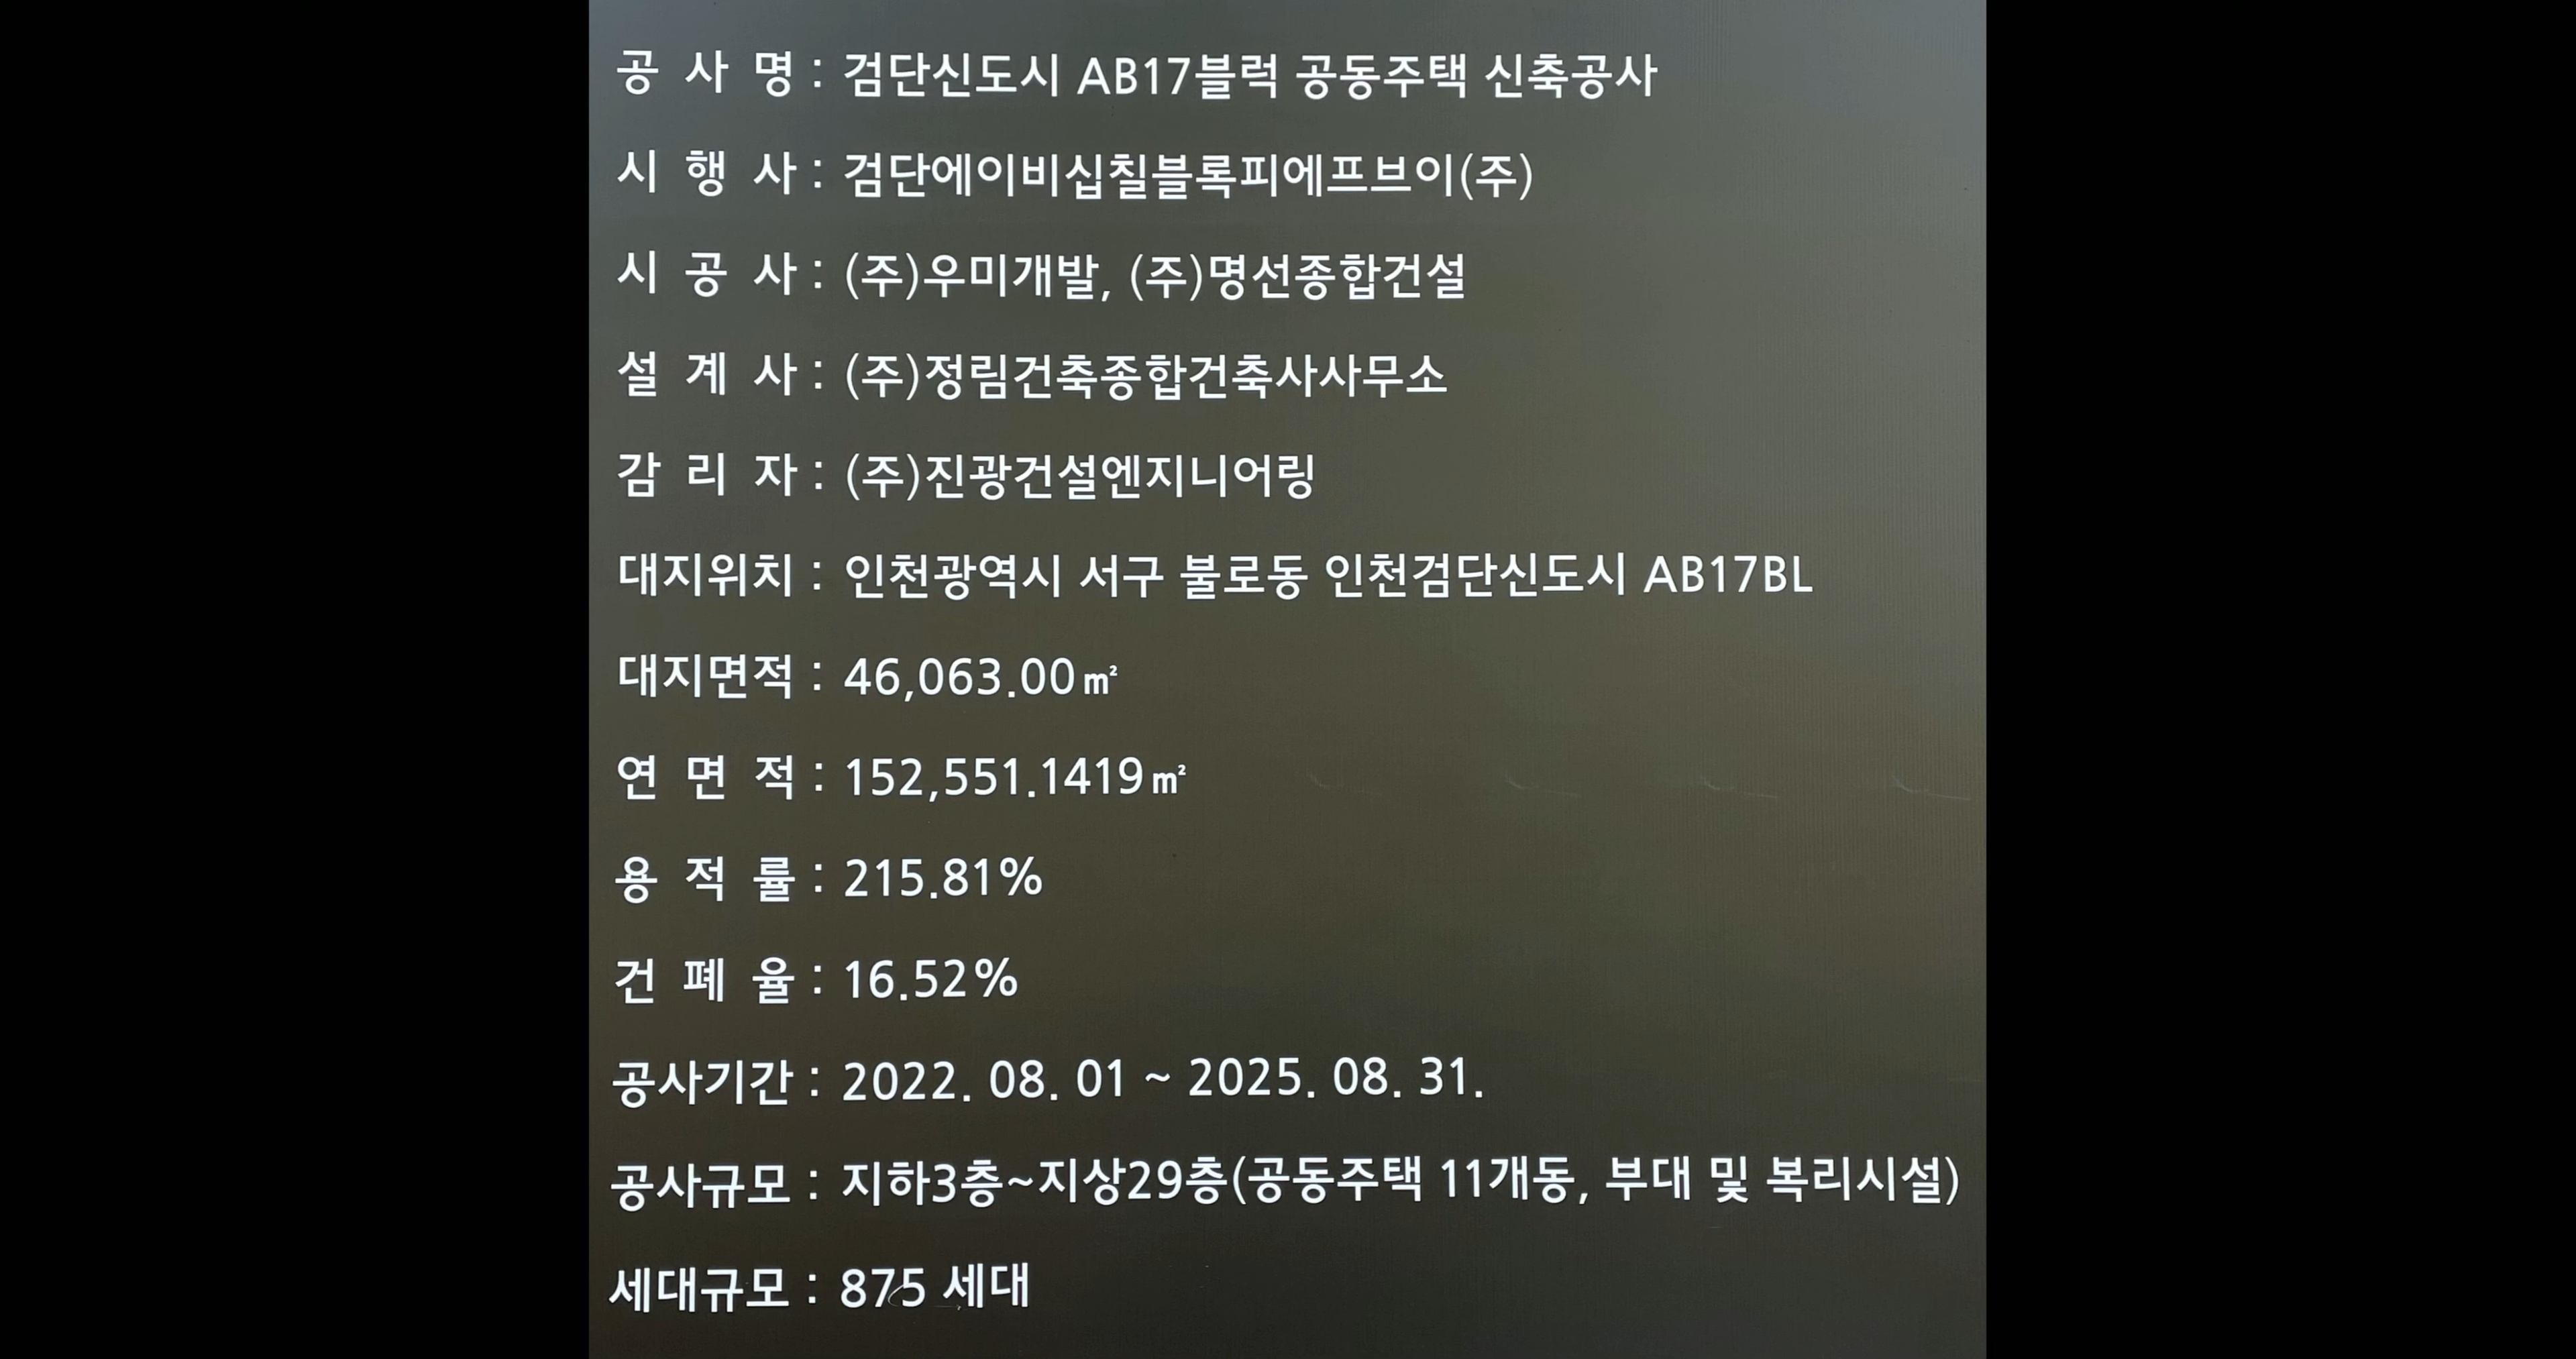 공 사 명 : 검단신도시 AB17블럭 공동주택 신축공사
시 행 사 : 검단에이비십칠블록피에프브이(주)
시 공 사 : (주)우미개발, (주)명선종합건설
설 계 사 : (주)정림건축종합건축사사무소
감 리 자 : (주)진광건설엔지니어링
대지위치 : 인천광역시 서구 불로동 인천검단신도시 AB17BL
대지면적 : 46,063.00㎡
연 면 적 : 152,551.1419㎡
용 적 률 : 215.81%
건 폐 율 : 16.52%
공사기간 : 2022. 08. 01 ~ 2025. 08. 31.
공사규모 : 지하3층~지상29층(공동주택 11개동, 부대 및 복리시설)
세대규모 : 875 세대